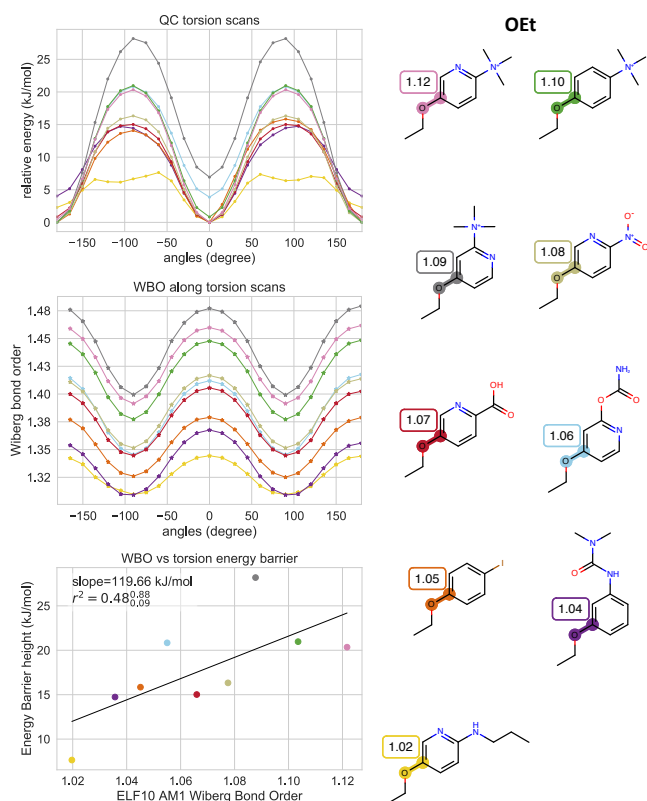 QC torsion scans
relative energy (kJ/mol)
25
20
15
10
5
0
−150 −100 −50 0 50 100 150
angles (degree)
WBO along torsion scans
Wiberg bond order
1.48
1.45
1.43
1.40
1.38
1.35
1.32
−150 −100 −50 0 50 100 150
angles (degree)
WBO vs torsion energy barrier
slope=119.66 kJ/mol
r² = 0.48 0.88 0.09
Energy Barrier height (kJ/mol)
25
20
15
10
1.02 1.04 1.06 1.08 1.10 1.12
ELF10 AM1 Wiberg Bond Order
OEt
1.12
N
N⁺
O
1.10
N⁺
O
1.09
N⁺
N
O
1.08
N
N⁺
O⁻
O
O
1.07
N
OH
O
O
1.06
NH₂
O
O
N
O
1.05
I
O
1.04
N
O
NH
O
1.02
N
H
N
O